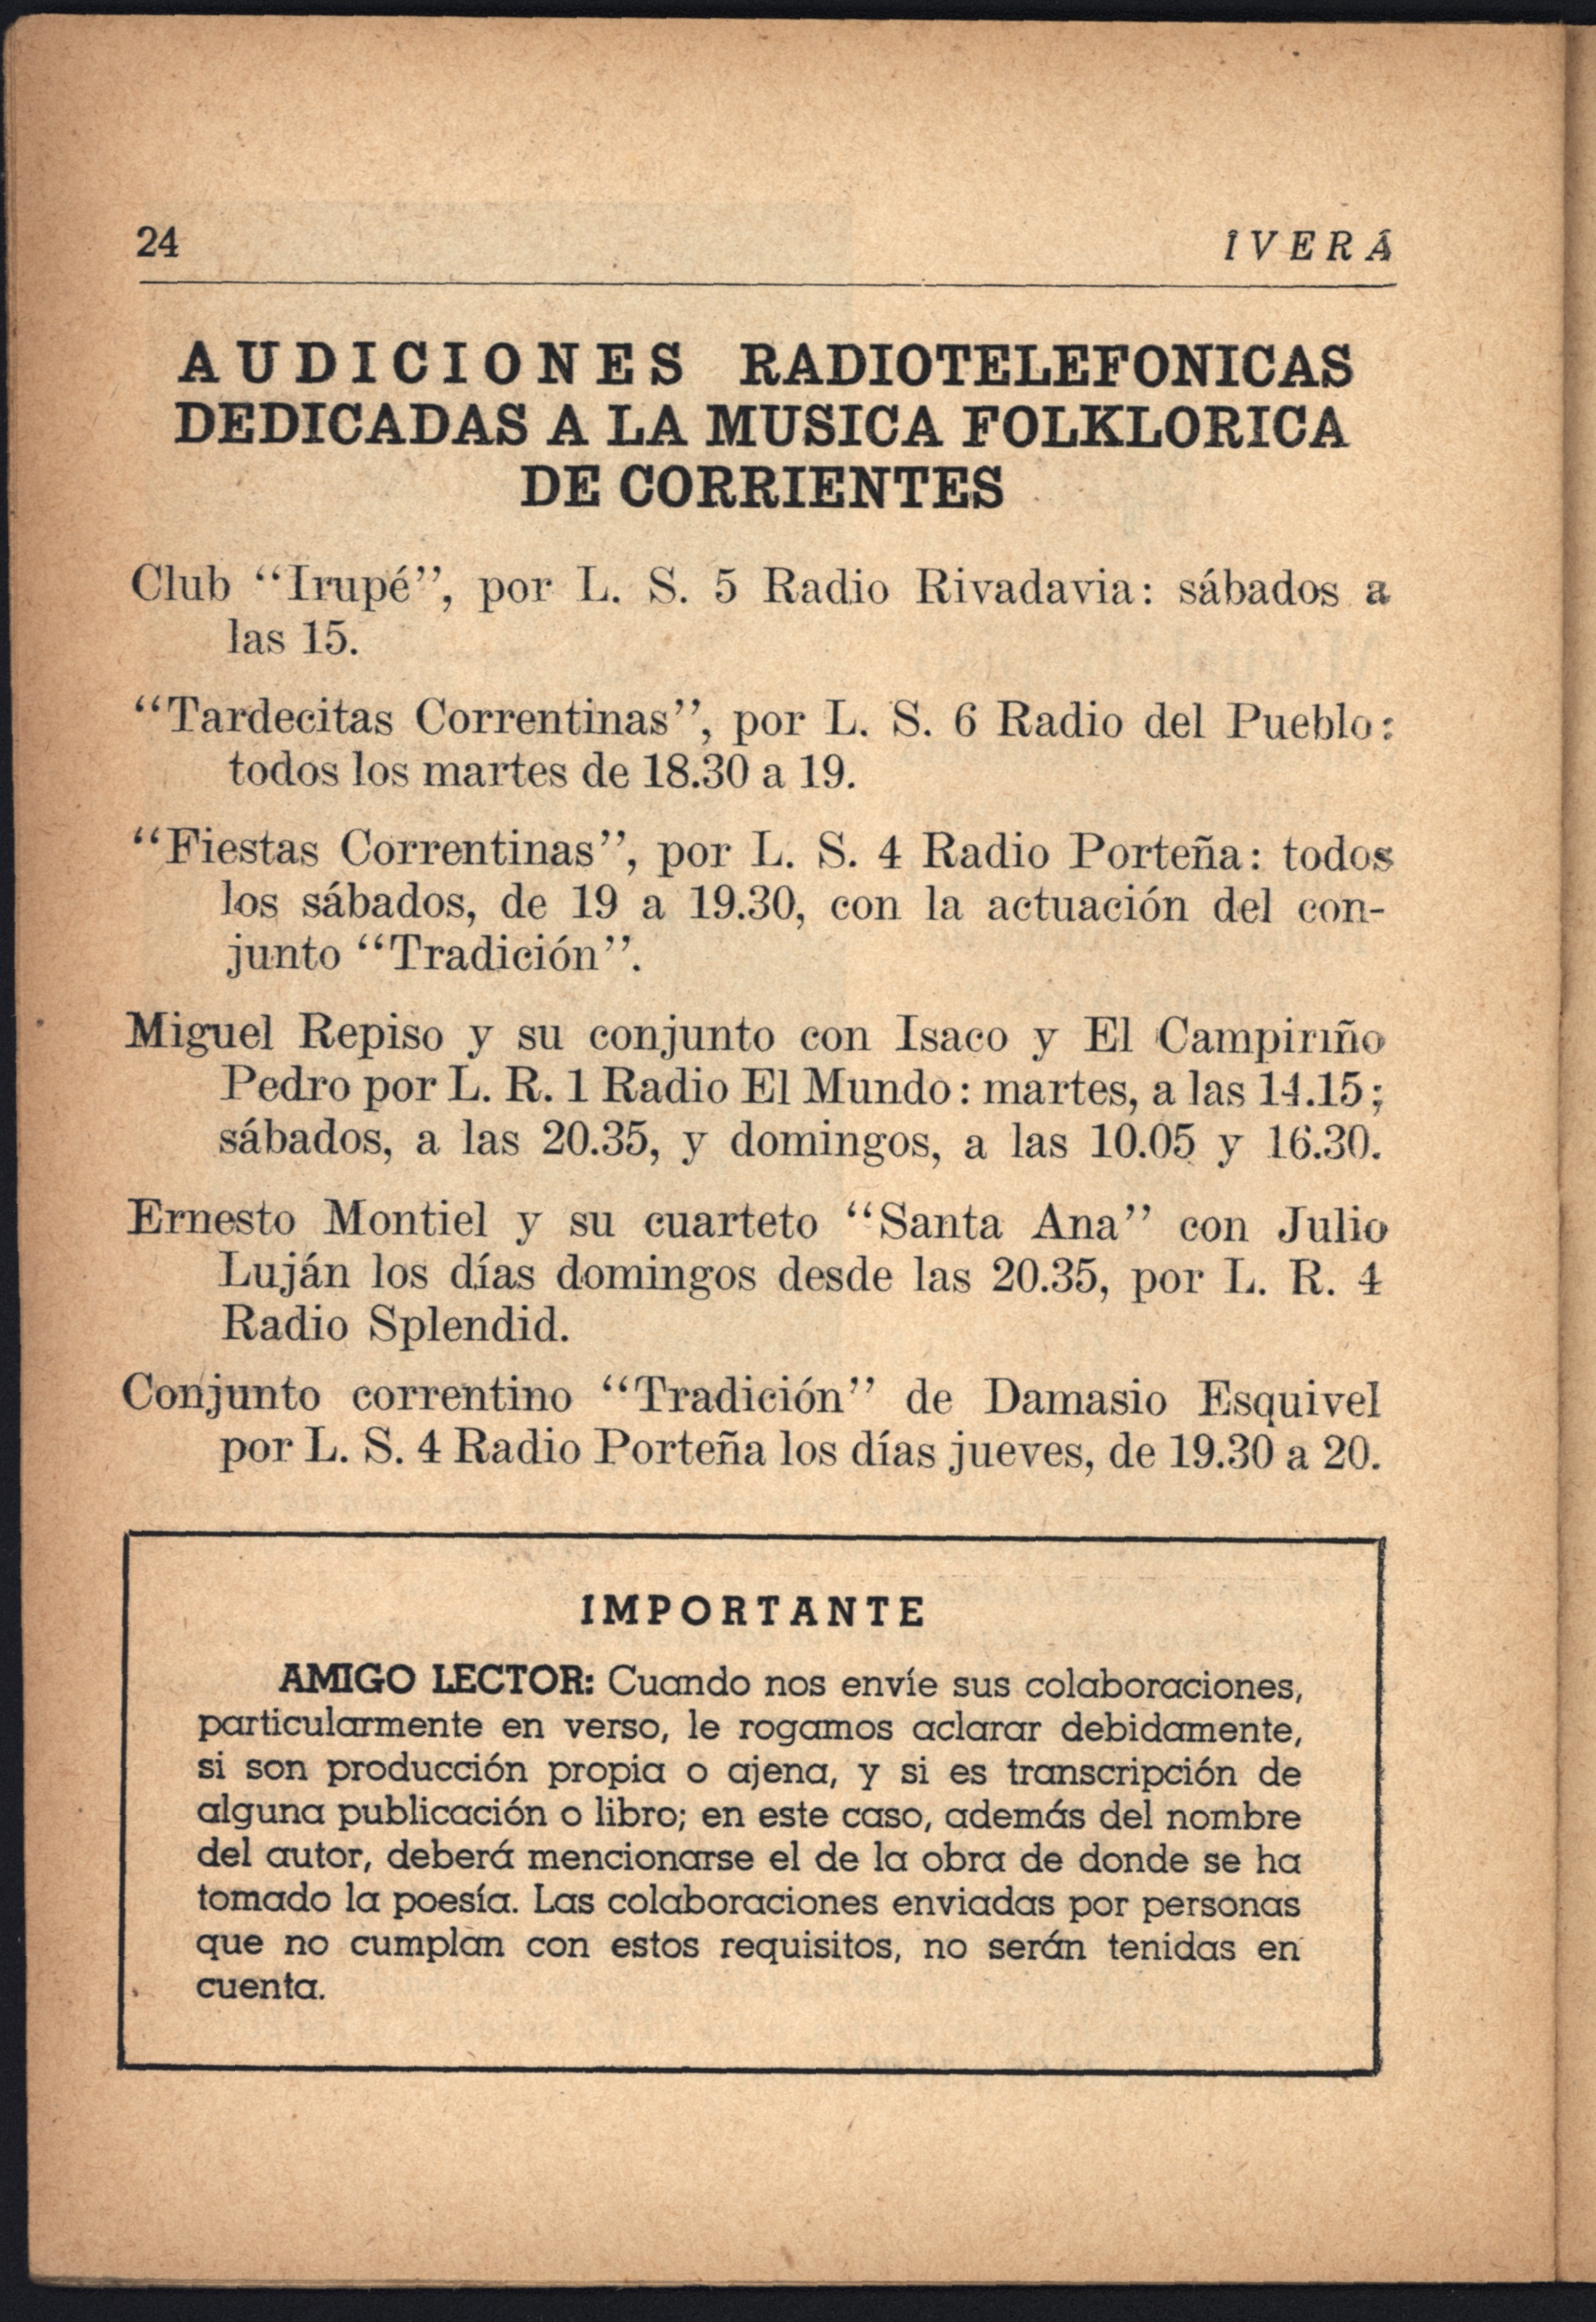 24
ÎVERÁ
AUDICIONES RADIOTELEFONICAS
DEDICADAS A LA MUSICA FOLKLORICA
DE CORRIENTES
Club “Irupé”, por L. S. 5 Radio Rivadavia: sábados a
las 15.
“Tardecitas Correntinas”, por L. S. 6 Radio del Pueblo:
todos los martes de 18.30 a 19.
“Fiestas Correntinas”, por L. S. 4 Radio Porteña: todos
los sábados, de 19 a 19.30, con la actuación del con-
junto “Tradición”.
Miguel Repiso y su conjunto con Isaco y El Campiriño
Pedro por L. R. 1 Radio El Mundo: martes, a las 14.15;
sábados, a las 20.35, y domingos, a las 10.05 y 16.30.
Ernesto Montiel y su cuarteto “Santa Ana” con Julio
Luján los días domingos desde las 20.35, por L. R. 4
Radio Splendid.
Conjunto correntino “Tradición” de Damasio Esquivel
por L. S. 4 Radio Porteña los días jueves, de 19.30 a 20.
IMPORTANTE
AMIGO LECTOR: Cuando nos envíe sus colaboraciones,
particularmente en verso, le rogamos aclarar debidamente,
si son producción propia o ajena, y si es transcripción de
alguna publicación o libro; en este caso, además del nombre
del autor, deberá mencionarse el de la obra de donde se ha
tomado la poesía. Las colaboraciones enviadas por personas
que no cumplan con estos requisitos, no serán tenidas en
cuenta.